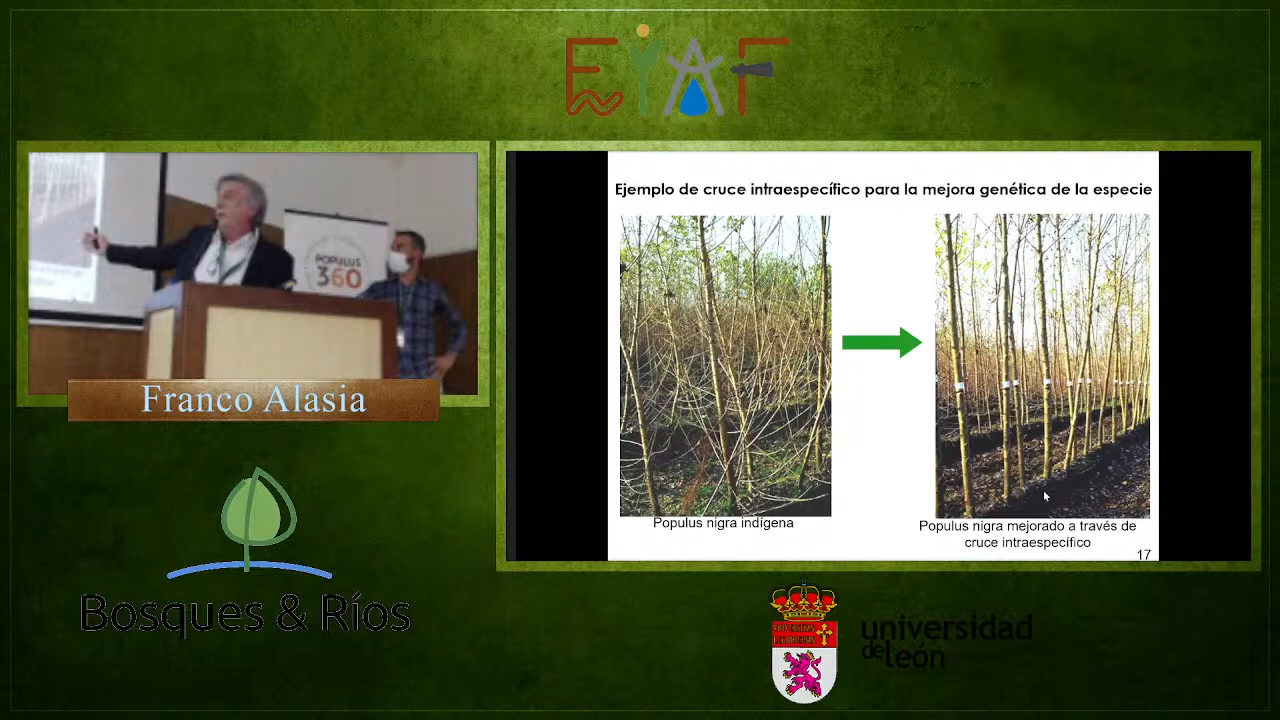 EIAF
Ejemplo de cruce intraespecífico para la mejora genética de la especie
POPULUS
360
Franco Alasia
Populus nigra indígena
Populus nigra mejorado a través de
cruce intraespecífico
17
Bosques & Ríos
universidad
de león